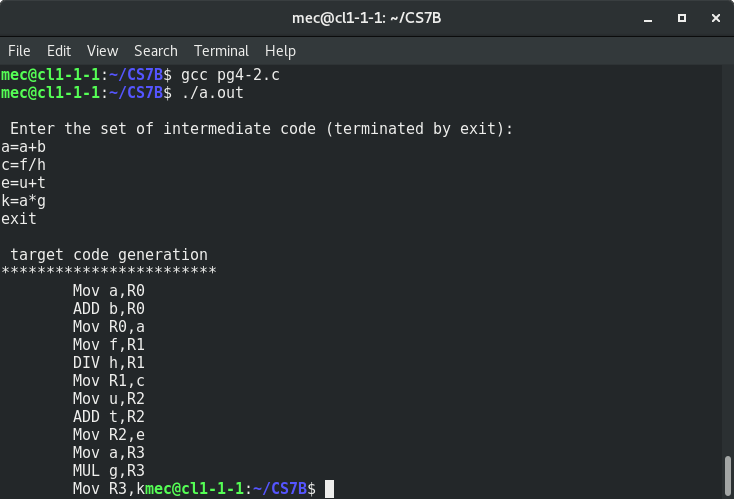 mec@cl1-1-1: ~/CS7B
File Edit View Search Terminal Help
mec@cl1-1-1:~/CS7B$ gcc pg4-2.c
mec@cl1-1-1:~/CS7B$ ./a.out
Enter the set of intermediate code (terminated by exit):
a=a+b
c=f/h
e=u+t
k=a*g
exit
target code generation
************************
Mov a,R0
ADD b,R0
Mov R0,a
Mov f,R1
DIV h,R1
Mov R1,c
Mov u,R2
ADD t,R2
Mov R2,e
Mov a,R3
MUL g,R3
Mov R3,kmec@cl1-1-1:~/CS7B$